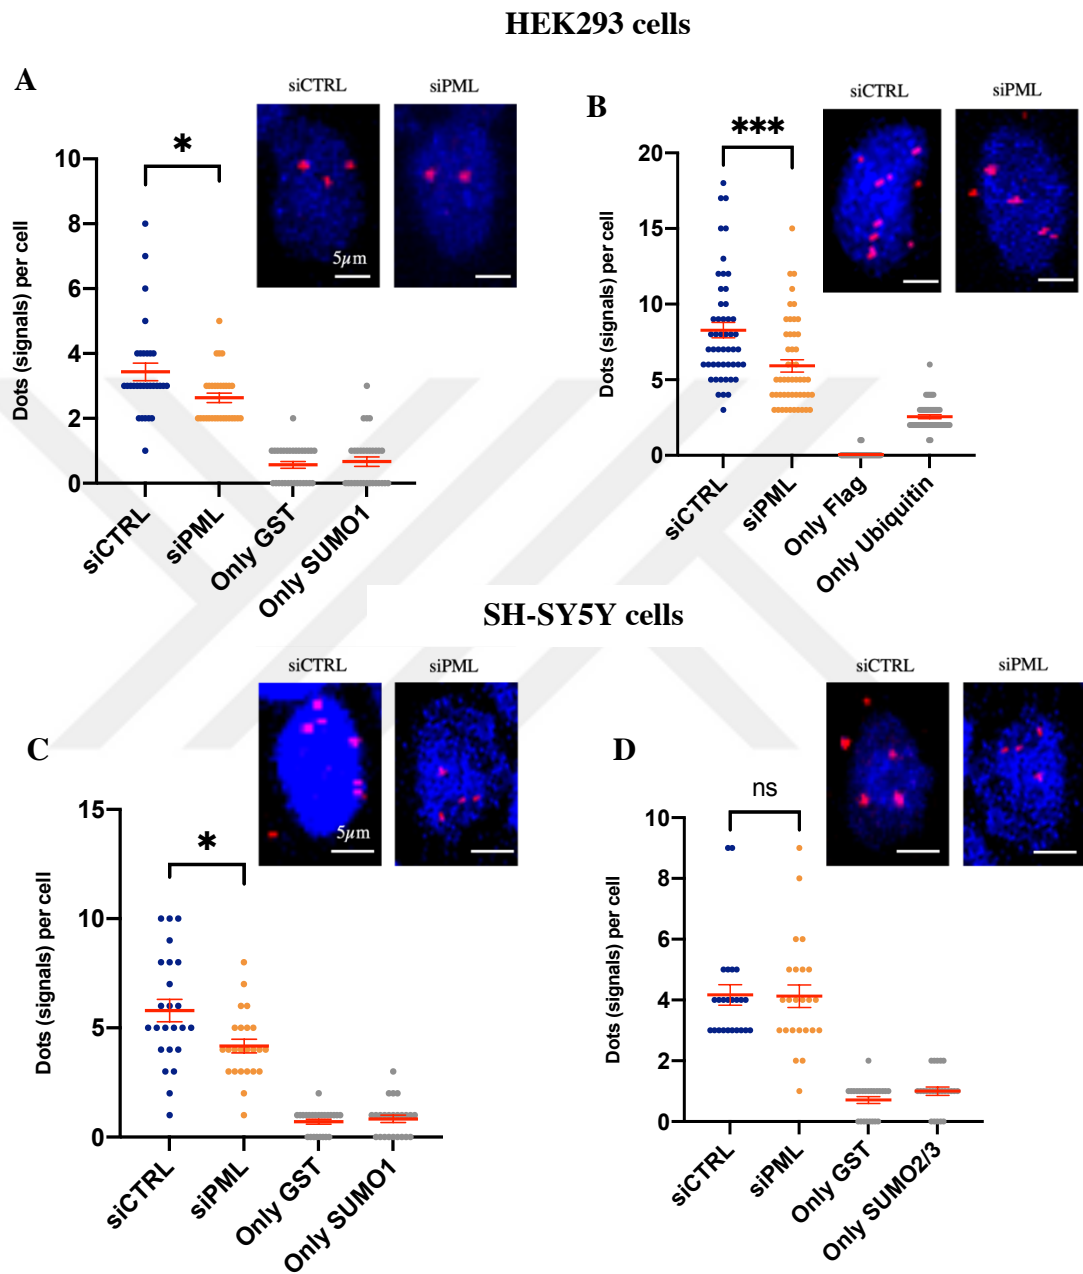 HEK293 cells
A
siCTRL
siPML
5µm
*
Dots (signals) per cell
10
8
6
4
2
0
siCTRL
siPML
Only GST
Only SUMO1
B
siCTRL
siPML
***
Dots (signals) per cell
20
15
10
5
0
siCTRL
siPML
Only Flag
Only Ubiquitin
SH-SY5Y cells
C
siCTRL
siPML
5µm
*
Dots (signals) per cell
15
10
5
0
siCTRL
siPML
Only GST
Only SUMO1
D
siCTRL
siPML
ns
Dots (signals) per cell
10
8
6
4
2
0
siCTRL
siPML
Only GST
Only SUMO2/3